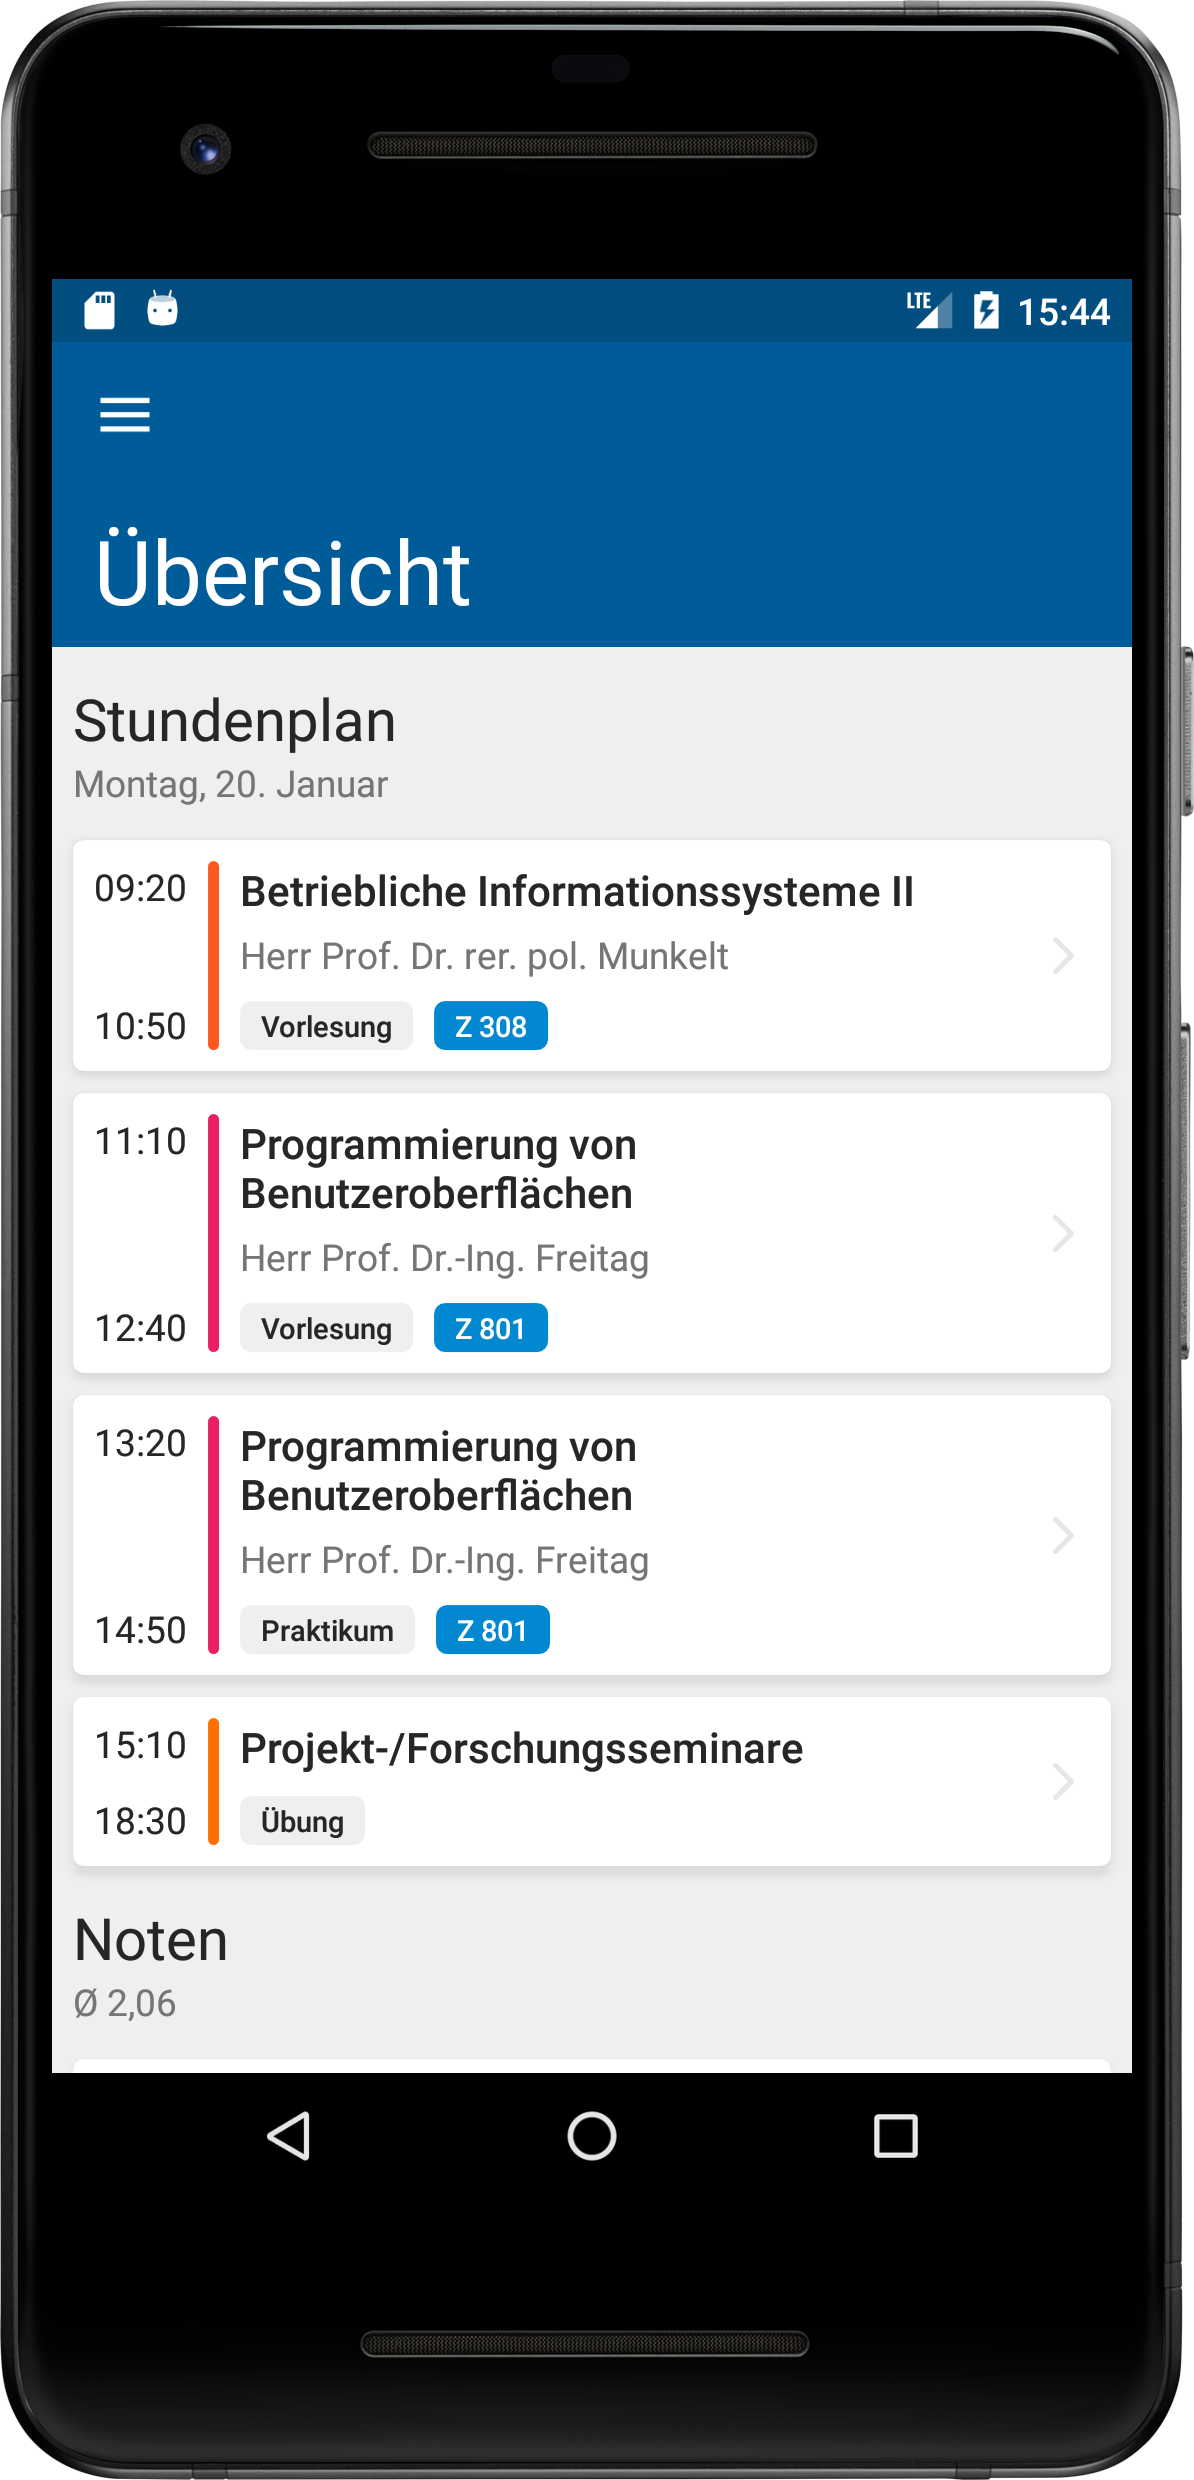 LTE 15:44
Übersicht
Stundenplan
Montag, 20. Januar
09:20 Betriebliche Informationssysteme II
Herr Prof. Dr. rer. pol. Munkelt
10:50 Vorlesung Z 308
11:10 Programmierung von
Benutzeroberflächen
Herr Prof. Dr.-Ing. Freitag
12:40 Vorlesung Z 801
13:20 Programmierung von
Benutzeroberflächen
Herr Prof. Dr.-Ing. Freitag
14:50 Praktikum Z 801
15:10 Projekt-/Forschungsseminare
18:30 Übung
Noten
Ø 2,06